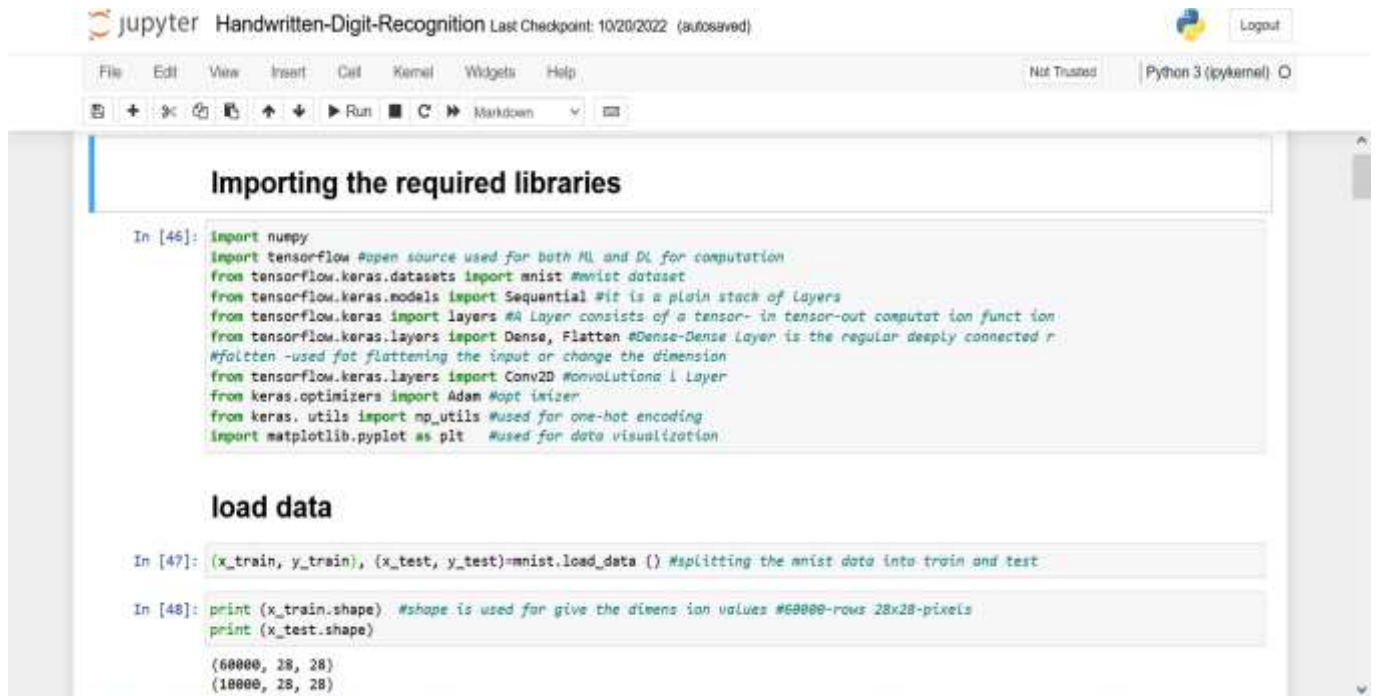 jupyter Handwritten-Digit-Recognition Last Checkpoint: 10/20/2022 (autosaved)
Logout
File Edit View Insert Cell Kernel Widgets Help
Not Trusted
Python 3 (ipykernel)
Run
Markdown
Importing the required libraries
In [46]: import numpy
import tensorflow #open source used for both ML and DL for computation
from tensorflow.keras.datasets import mnist #mnist dataset
from tensorflow.keras.models import Sequential #it is a plain stack of layers
from tensorflow.keras import layers #A Layer consists of a tensor- in tensor-out computat ion funct ion
from tensorflow.keras.layers import Dense, Flatten #Dense-Dense Layer is the regular deeply connected r
#faltten -used fot flattening the input or change the dimension
from tensorflow.keras.layers import Conv2D #onvolutiona l Layer
from keras.optimizers import Adam #opt imizer
from keras. utils import np_utils #used for one-hot encoding
import matplotlib.pyplot as plt #used for data visualization
load data
In [47]: (x_train, y_train), (x_test, y_test)=mnist.load_data () #splitting the mnist data into train and test
In [48]: print (x_train.shape) #shape is used for give the dimens ion values #60000-rows 28x28-pixels
print (x_test.shape)
(60000, 28, 28)
(10000, 28, 28)